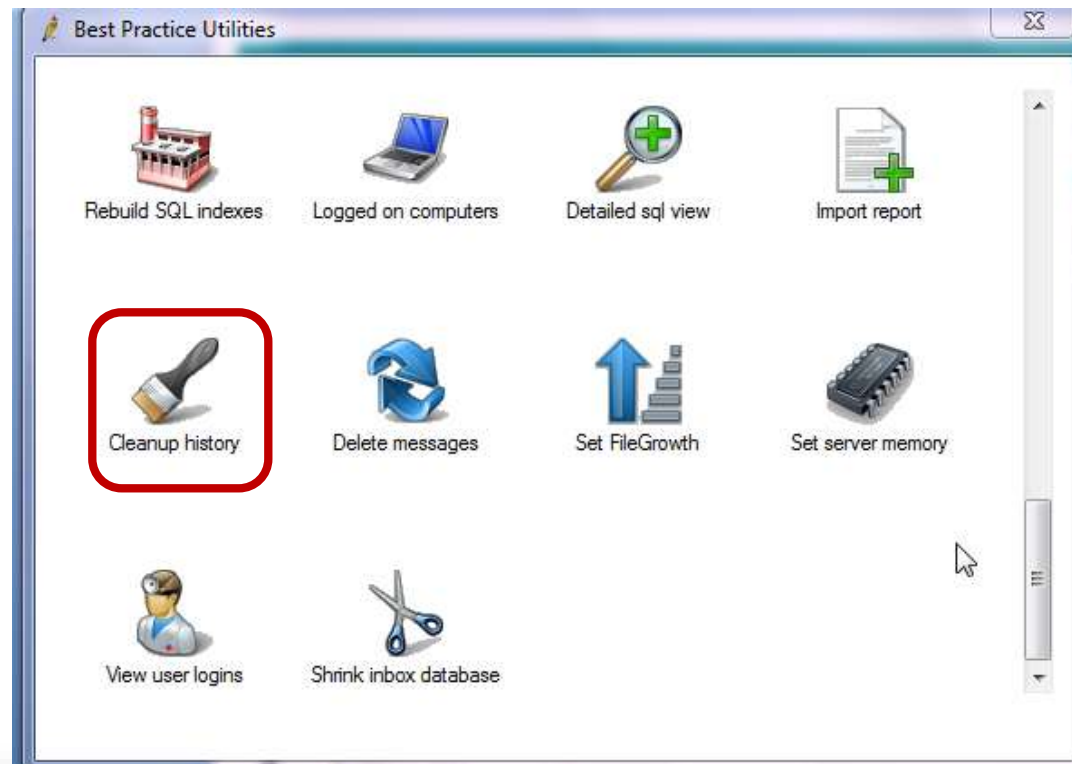 Best Practice Utilities
Rebuild SQL indexes
Logged on computers
Detailed sql view
Import report
Cleanup history
Delete messages
Set FileGrowth
Set server memory
View user logins
Shrink inbox database